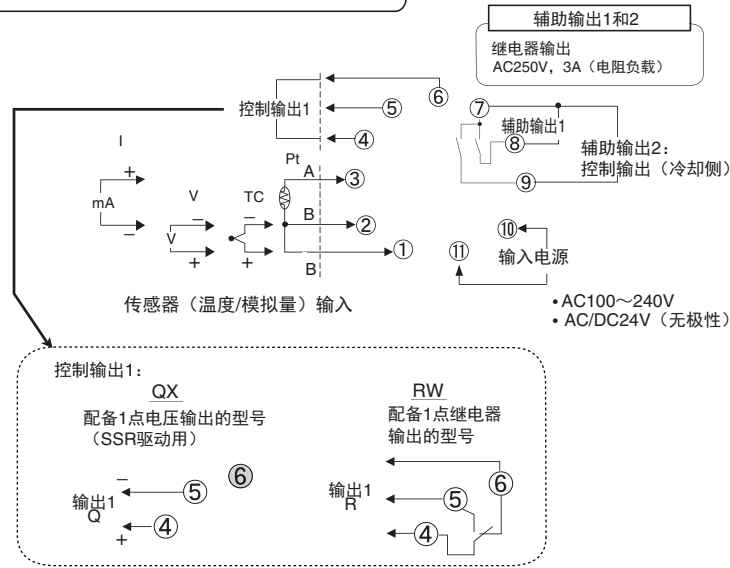 辅助输出1和2
继电器输出
AC250V，3A（电阻负载）
控制输出1
⑥
⑤
④
⑦
辅助输出1
⑧
⑨
辅助输出2：
控制输出（冷却侧）
I
+
mA
−
V
−
V
+
TC
−
+
Pt
A
③
B
②
①
B
⑩
⑪
输入电源
传感器（温度/模拟量）输入
• AC100～240V
• AC/DC24V（无极性）
控制输出1：
QX
配备1点电压输出的型号
（SSR驱动用）
⑥
−
⑤
输出1
Q
④
+
RW
配备1点继电器
输出的型号
⑥
输出1
R
⑤
④